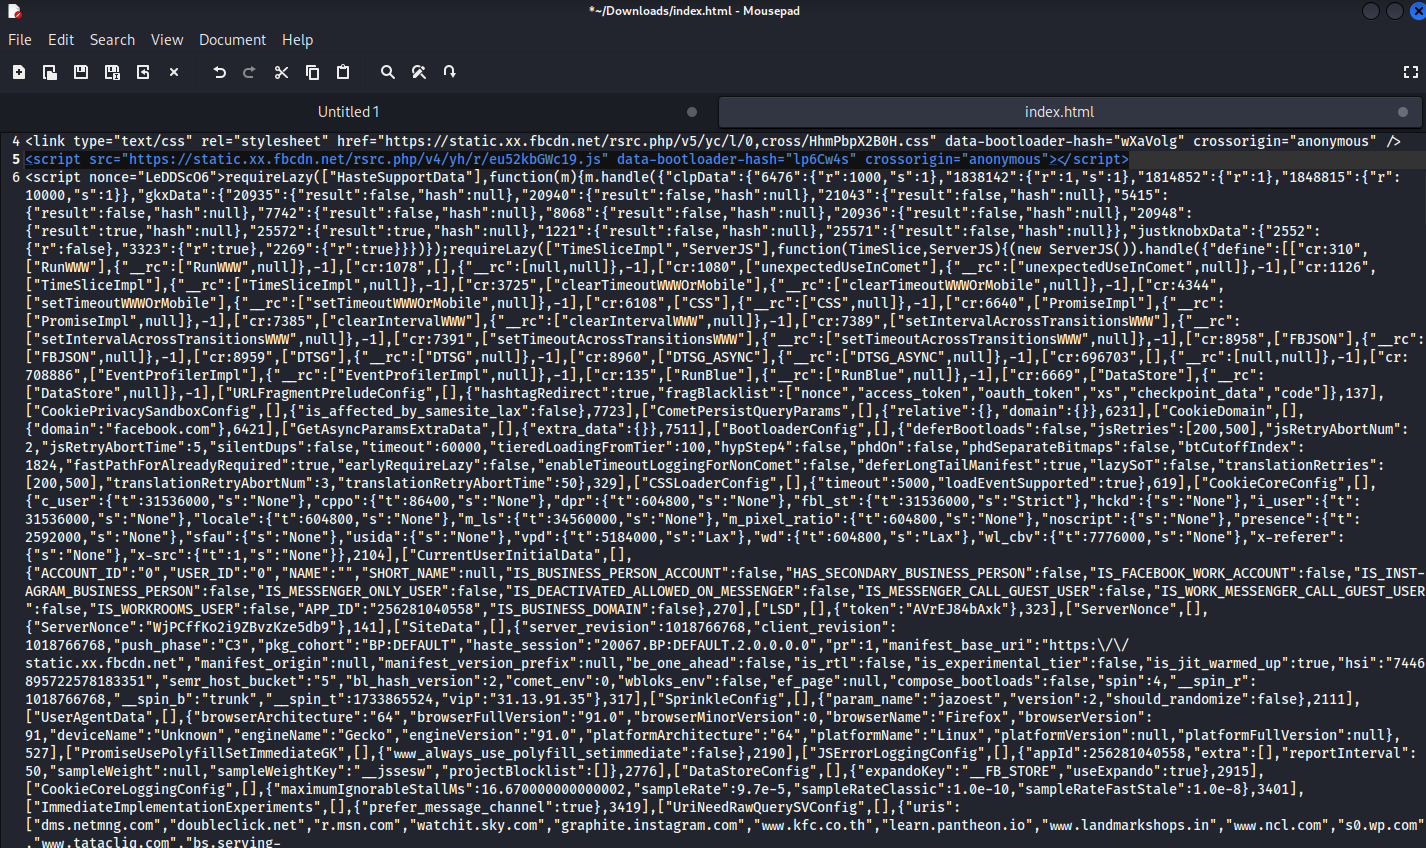 *~/Downloads/index.html - Mousepad
File Edit Search View Document Help
Untitled 1
index.html
4 <link type="text/css" rel="stylesheet" href="https://static.xx.fbcdn.net/rsrc.php/v5/yc/l/0,cross/HhmPbpX2B0H.css" data-bootloader-hash="wXaVolg" crossorigin="anonymous" />
5 <script src="https://static.xx.fbcdn.net/rsrc.php/v4/yh/r/eu52kbGWc19.js" data-bootloader-hash="lp6Cw4s" crossorigin="anonymous"></script>
6 <script nonce="LeDDScO6">requireLazy(["HasteSupportData"],function(m){m.handle({"clpData":{"6476":{"r":1000,"s":1},"1838142":{"r":1,"s":1},"1814852":{"r":1},"1848815":{"r":
10000,"s":1}},"gkxData":{"20935":{"result":false,"hash":null},"20940":{"result":false,"hash":null},"21043":{"result":false,"hash":null},"5415":
{"result":false,"hash":null},"7742":{"result":false,"hash":null},"8068":{"result":false,"hash":null},"20936":{"result":false,"hash":null},"20948":
{"result":true,"hash":null},"25572":{"result":true,"hash":null},"1221":{"result":false,"hash":null},"25571":{"result":false,"hash":null}},"justknobxData":{"2552":
{"r":false},"3323":{"r":true},"2269":{"r":true}}})});requireLazy(["TimeSliceImpl","ServerJS"],function(TimeSlice,ServerJS){(new ServerJS()).handle({"define":[["cr:310",
["RunWWW"],{"__rc":["RunWWW",null]},-1],["cr:1078",[],{"__rc":[null,null]},-1],["cr:1080",["unexpectedUseInComet"],{"__rc":["unexpectedUseInComet",null]},-1],["cr:1126",
["TimeSliceImpl"],{"__rc":["TimeSliceImpl",null]},-1],["cr:3725",["clearTimeoutWWWOrMobile"],{"__rc":["clearTimeoutWWWOrMobile",null]},-1],["cr:4344",
["setTimeoutWWWOrMobile"],{"__rc":["setTimeoutWWWOrMobile",null]},-1],["cr:6108",["CSS"],{"__rc":["CSS",null]},-1],["cr:6640",["PromiseImpl"],{"__rc":
["PromiseImpl",null]},-1],["cr:7385",["clearIntervalWWW"],{"__rc":["clearIntervalWWW",null]},-1],["cr:7389",["setIntervalAcrossTransitionsWWW"],{"__rc":
["setIntervalAcrossTransitionsWWW",null]},-1],["cr:7391",["setTimeoutAcrossTransitionsWWW"],{"__rc":["setTimeoutAcrossTransitionsWWW",null]},-1],["cr:8958",["FBJSON"],{"__rc":
["FBJSON",null]},-1],["cr:8959",["DTSG"],{"__rc":["DTSG",null]},-1],["cr:8960",["DTSG_ASYNC"],{"__rc":["DTSG_ASYNC",null]},-1],["cr:696703",[],{"__rc":[null,null]},-1],["cr:
708886",["EventProfilerImpl"],{"__rc":["EventProfilerImpl",null]},-1],["cr:135",["RunBlue"],{"__rc":["RunBlue",null]},-1],["cr:6669",["DataStore"],{"__rc":
["DataStore",null]},-1],["URLFragmentPreludeConfig",[],{"hashtagRedirect":true,"fragBlacklist":["nonce","access_token","oauth_token","xs","checkpoint_data","code"]},137],
["CookiePrivacySandboxConfig",[],{"is_affected_by_samesite_lax":false},7723],["CometPersistQueryParams",[],{"relative":{},"domain":{}},6231],["CookieDomain",[],
{"domain":"facebook.com"},6421],["GetAsyncParamsExtraData",[],{"extra_data":{}},7511],["BootloaderConfig",[],{"deferBootloads":false,"jsRetries":[200,500],"jsRetryAbortNum":
2,"jsRetryAbortTime":5,"silentDups":false,"timeout":60000,"tieredLoadingFromTier":100,"hypStep4":false,"phdOn":false,"phdSeparateBitmaps":false,"btCutoffIndex":
1824,"fastPathForAlreadyRequired":true,"earlyRequireLazy":false,"enableTimeoutLoggingForNonComet":false,"deferLongTailManifest":true,"lazySoT":false,"translationRetries":
[200,500],"translationRetryAbortNum":3,"translationRetryAbortTime":50},329],["CSSLoaderConfig",[],{"timeout":5000,"loadEventSupported":true},619],["CookieCoreConfig",[],
{"c_user":{"t":31536000,"s":"None"},"cppo":{"t":86400,"s":"None"},"dpr":{"t":604800,"s":"None"},"fbl_st":{"t":31536000,"s":"Strict"},"hckd":{"s":"None"},"i_user":{"t":
31536000,"s":"None"},"locale":{"t":604800,"s":"None"},"m_ls":{"t":34560000,"s":"None"},"m_pixel_ratio":{"t":604800,"s":"None"},"noscript":{"s":"None"},"presence":{"t":
2592000,"s":"None"},"sfau":{"s":"None"},"usida":{"s":"None"},"vpd":{"t":5184000,"s":"Lax"},"wd":{"t":604800,"s":"Lax"},"wl_cbv":{"t":7776000,"s":"None"},"x-referer":
{"s":"None"},"x-src":{"t":1,"s":"None"}},2104],["CurrentUserInitialData",[],
{"ACCOUNT_ID":"0","USER_ID":"0","NAME":"","SHORT_NAME":null,"IS_BUSINESS_PERSON_ACCOUNT":false,"HAS_SECONDARY_BUSINESS_PERSON":false,"IS_FACEBOOK_WORK_ACCOUNT":false,"IS_INST-
AGRAM_BUSINESS_PERSON":false,"IS_MESSENGER_ONLY_USER":false,"IS_DEACTIVATED_ALLOWED_ON_MESSENGER":false,"IS_MESSENGER_CALL_GUEST_USER":false,"IS_WORK_MESSENGER_CALL_GUEST_USER
":false,"IS_WORKROOMS_USER":false,"APP_ID":"256281040558","IS_BUSINESS_DOMAIN":false},270],["LSD",[],{"token":"AVrEJ84bAxk"},323],["ServerNonce",[],
{"ServerNonce":"WjPCffKo2i9ZBvzKze5db9"},141],["SiteData",[],{"server_revision":1018766768,"client_revision":
1018766768,"push_phase":"C3","pkg_cohort":"BP:DEFAULT","haste_session":"20067.BP:DEFAULT.2.0.0.0.0","pr":1,"manifest_base_uri":"https:\/\/
static.xx.fbcdn.net","manifest_origin":null,"manifest_version_prefix":null,"be_one_ahead":false,"is_rtl":false,"is_experimental_tier":false,"is_jit_warmed_up":true,"hsi":"7446
895722578183351","semr_host_bucket":"5","bl_hash_version":2,"comet_env":0,"wbloks_env":false,"ef_page":null,"compose_bootloads":false,"spin":4,"__spin_r":
1018766768,"__spin_b":"trunk","__spin_t":1733865524,"vip":"31.13.91.35"},317],["SprinkleConfig",[],{"param_name":"jazoest","version":2,"should_randomize":false},2111],
["UserAgentData",[],{"browserArchitecture":"64","browserFullVersion":"91.0","browserMinorVersion":0,"browserName":"Firefox","browserVersion":
91,"deviceName":"Unknown","engineName":"Gecko","engineVersion":"91.0","platformArchitecture":"64","platformName":"Linux","platformVersion":null,"platformFullVersion":null},
527],["PromiseUsePolyfillSetImmediateGK",[],{"www_always_use_polyfill_setimmediate":false},2190],["JSErrorLoggingConfig",[],{"appId":256281040558,"extra":[],"reportInterval":
50,"sampleWeight":null,"sampleWeightKey":"__jssesw","projectBlocklist":[]},2776],["DataStoreConfig",[],{"expandoKey":"__FB_STORE","useExpando":true},2915],
["CookieCoreLoggingConfig",[],{"maximumIgnorableStallMs":16.670000000000002,"sampleRate":9.7e-5,"sampleRateClassic":1.0e-10,"sampleRateFastStale":1.0e-8},3401],
["ImmediateImplementationExperiments",[],{"prefer_message_channel":true},3419],["UriNeedRawQuerySVConfig",[],{"uris":
["dms.netmng.com","doubleclick.net","r.msn.com","watchit.sky.com","graphite.instagram.com","www.kfc.co.th","learn.pantheon.io","www.landmarkshops.in","www.ncl.com","s0.wp.com"
,"www.tatacliq.com","bs.serving-